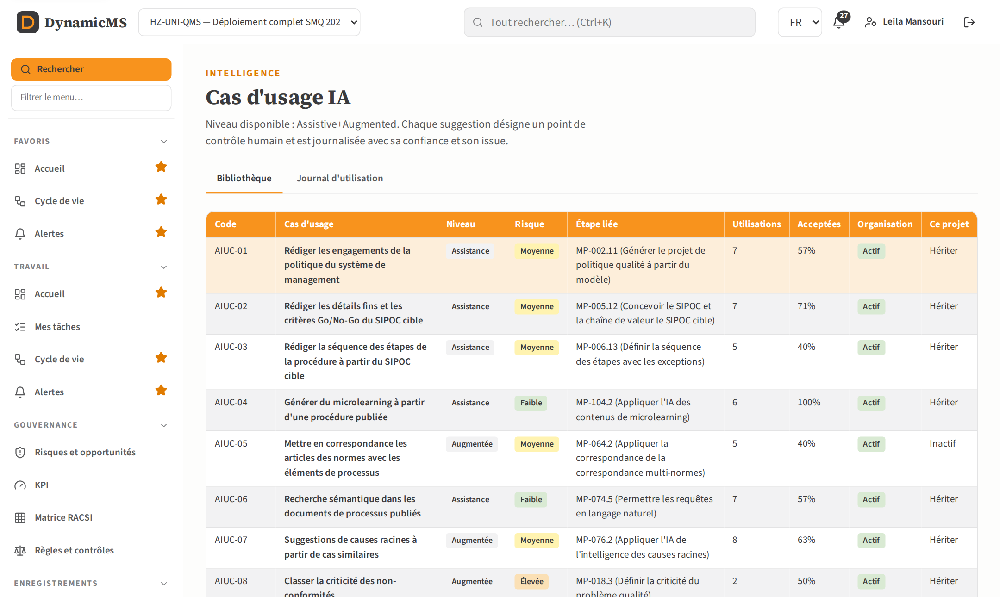 DynamicMS
HZ-UNI-QMS — Déploiement complet SMQ 202
Tout rechercher… (Ctrl+K)
FR
27
Leila Mansouri
Rechercher
Filtrer le menu…
FAVORIS
Accueil
Cycle de vie
Alertes
TRAVAIL
Accueil
Mes tâches
Cycle de vie
Alertes
GOUVERNANCE
Risques et opportunités
KPI
Matrice RACSI
Règles et contrôles
ENREGISTREMENTS
INTELLIGENCE
Cas d'usage IA
Niveau disponible : Assistive+Augmented. Chaque suggestion désigne un point de
contrôle humain et est journalisée avec sa confiance et son issue.
Bibliothèque
Journal d'utilisation
Code Cas d'usage Niveau Risque Étape liée Utilisations Acceptées Organisation Ce projet
AIUC-01 Rédiger les engagements de la Assistance Moyenne MP-002.11 (Générer le projet de 7 57% Actif Hériter
politique du système de politique qualité à partir du
management modèle)
AIUC-02 Rédiger les détails fins et les Assistance Moyenne MP-005.12 (Concevoir le SIPOC et 7 71% Actif Hériter
critères Go/No-Go du SIPOC cible la chaîne de valeur le SIPOC cible)
AIUC-03 Rédiger la séquence des étapes de Assistance Moyenne MP-006.13 (Définir la séquence 5 40% Actif Hériter
la procédure à partir du SIPOC des étapes avec les exceptions)
cible
AIUC-04 Générer du microlearning à partir Assistance Faible MP-104.2 (Appliquer l'IA des 6 100% Actif Hériter
d'une procédure publiée contenus de microlearning)
AIUC-05 Mettre en correspondance les Augmentée Moyenne MP-064.2 (Appliquer la 5 40% Actif Inactif
articles des normes avec les correspondance de la
éléments de processus correspondance multi-normes)
AIUC-06 Recherche sémantique dans les Assistance Faible MP-074.5 (Permettre les requêtes 7 57% Actif Hériter
documents de processus publiés en langage naturel)
AIUC-07 Suggestions de causes racines à Augmentée Moyenne MP-076.2 (Appliquer l'IA de 8 63% Actif Hériter
partir de cas similaires l'intelligence des causes racines)
AIUC-08 Classer la criticité des non- Augmentée Élevée MP-018.3 (Définir la criticité du 2 50% Actif Hériter
conformités problème qualité)